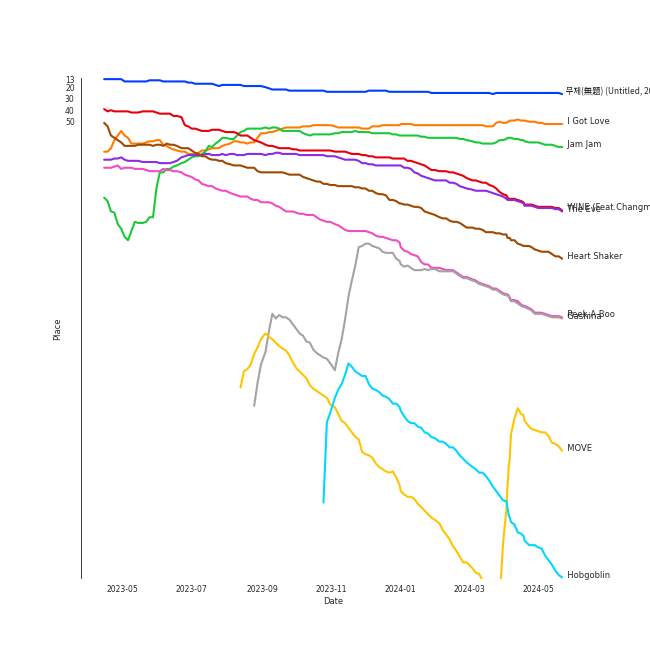 13
20
30
40
50
무제(無題) (Untitled, 20
I Got Love
Jam Jam
WINE (Feat.Changm
The Eve
Heart Shaker
Peek-A-Boo
Gashina
MOVE
Hobgoblin
Place
2023-05
2023-07
2023-09
2023-11
2024-01
2024-03
2024-05
Date